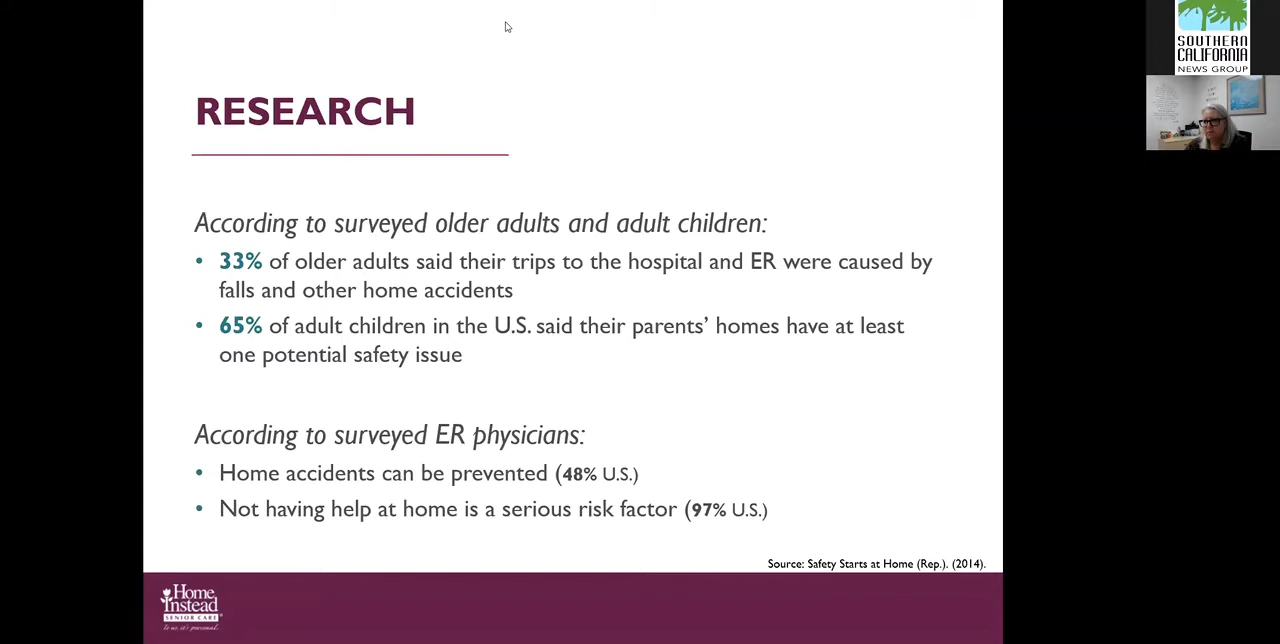 SOUTHERN
CALIFORNIA
NEWS GROUP
RESEARCH
According to surveyed older adults and adult children:
• 33% of older adults said their trips to the hospital and ER were caused by
falls and other home accidents
• 65% of adult children in the U.S. said their parents’ homes have at least
one potential safety issue
According to surveyed ER physicians:
• Home accidents can be prevented (48% U.S.)
• Not having help at home is a serious risk factor (97% U.S.)
Source: Safety Starts at Home (Rep.). (2014).
Home
Instead
SENIOR CARE
to us, it's personal.